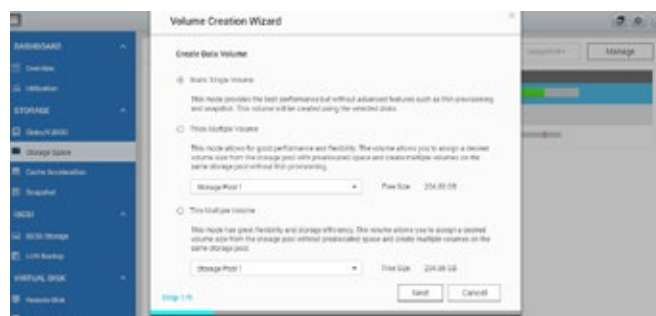 Volume Creation Wizard
DASHBOARD
Overview
Utilization
STORAGE
Disks/VJBOD
Storage Space
Cache Acceleration
Snapshot
iSCSI
iSCSI Storage
LUN Backup
VIRTUAL DISK
Remote Disk
Snapshot
Manage
Create Data Volume
Static Single Volume
This mode provides the best performance but without advanced features such as thin provisioning
and snapshot. This volume will be created using the selected disks.
Thick Multiple Volume
This mode allows for good performance and flexibility. The volume allows you to assign a desired
volume size from the storage pool with preallocated space and create multiple volumes on the
same storage pool without thin provisioning.
Storage Pool 1
Free Size
Thin Multiple Volume
This mode has great flexibility and storage efficiency. The volume allows you to assign a desired
volume size from the storage pool without preallocated space and create multiple volumes on the
same storage pool.
Storage Pool 1
Free Size
Step 1/5
Next
Cancel